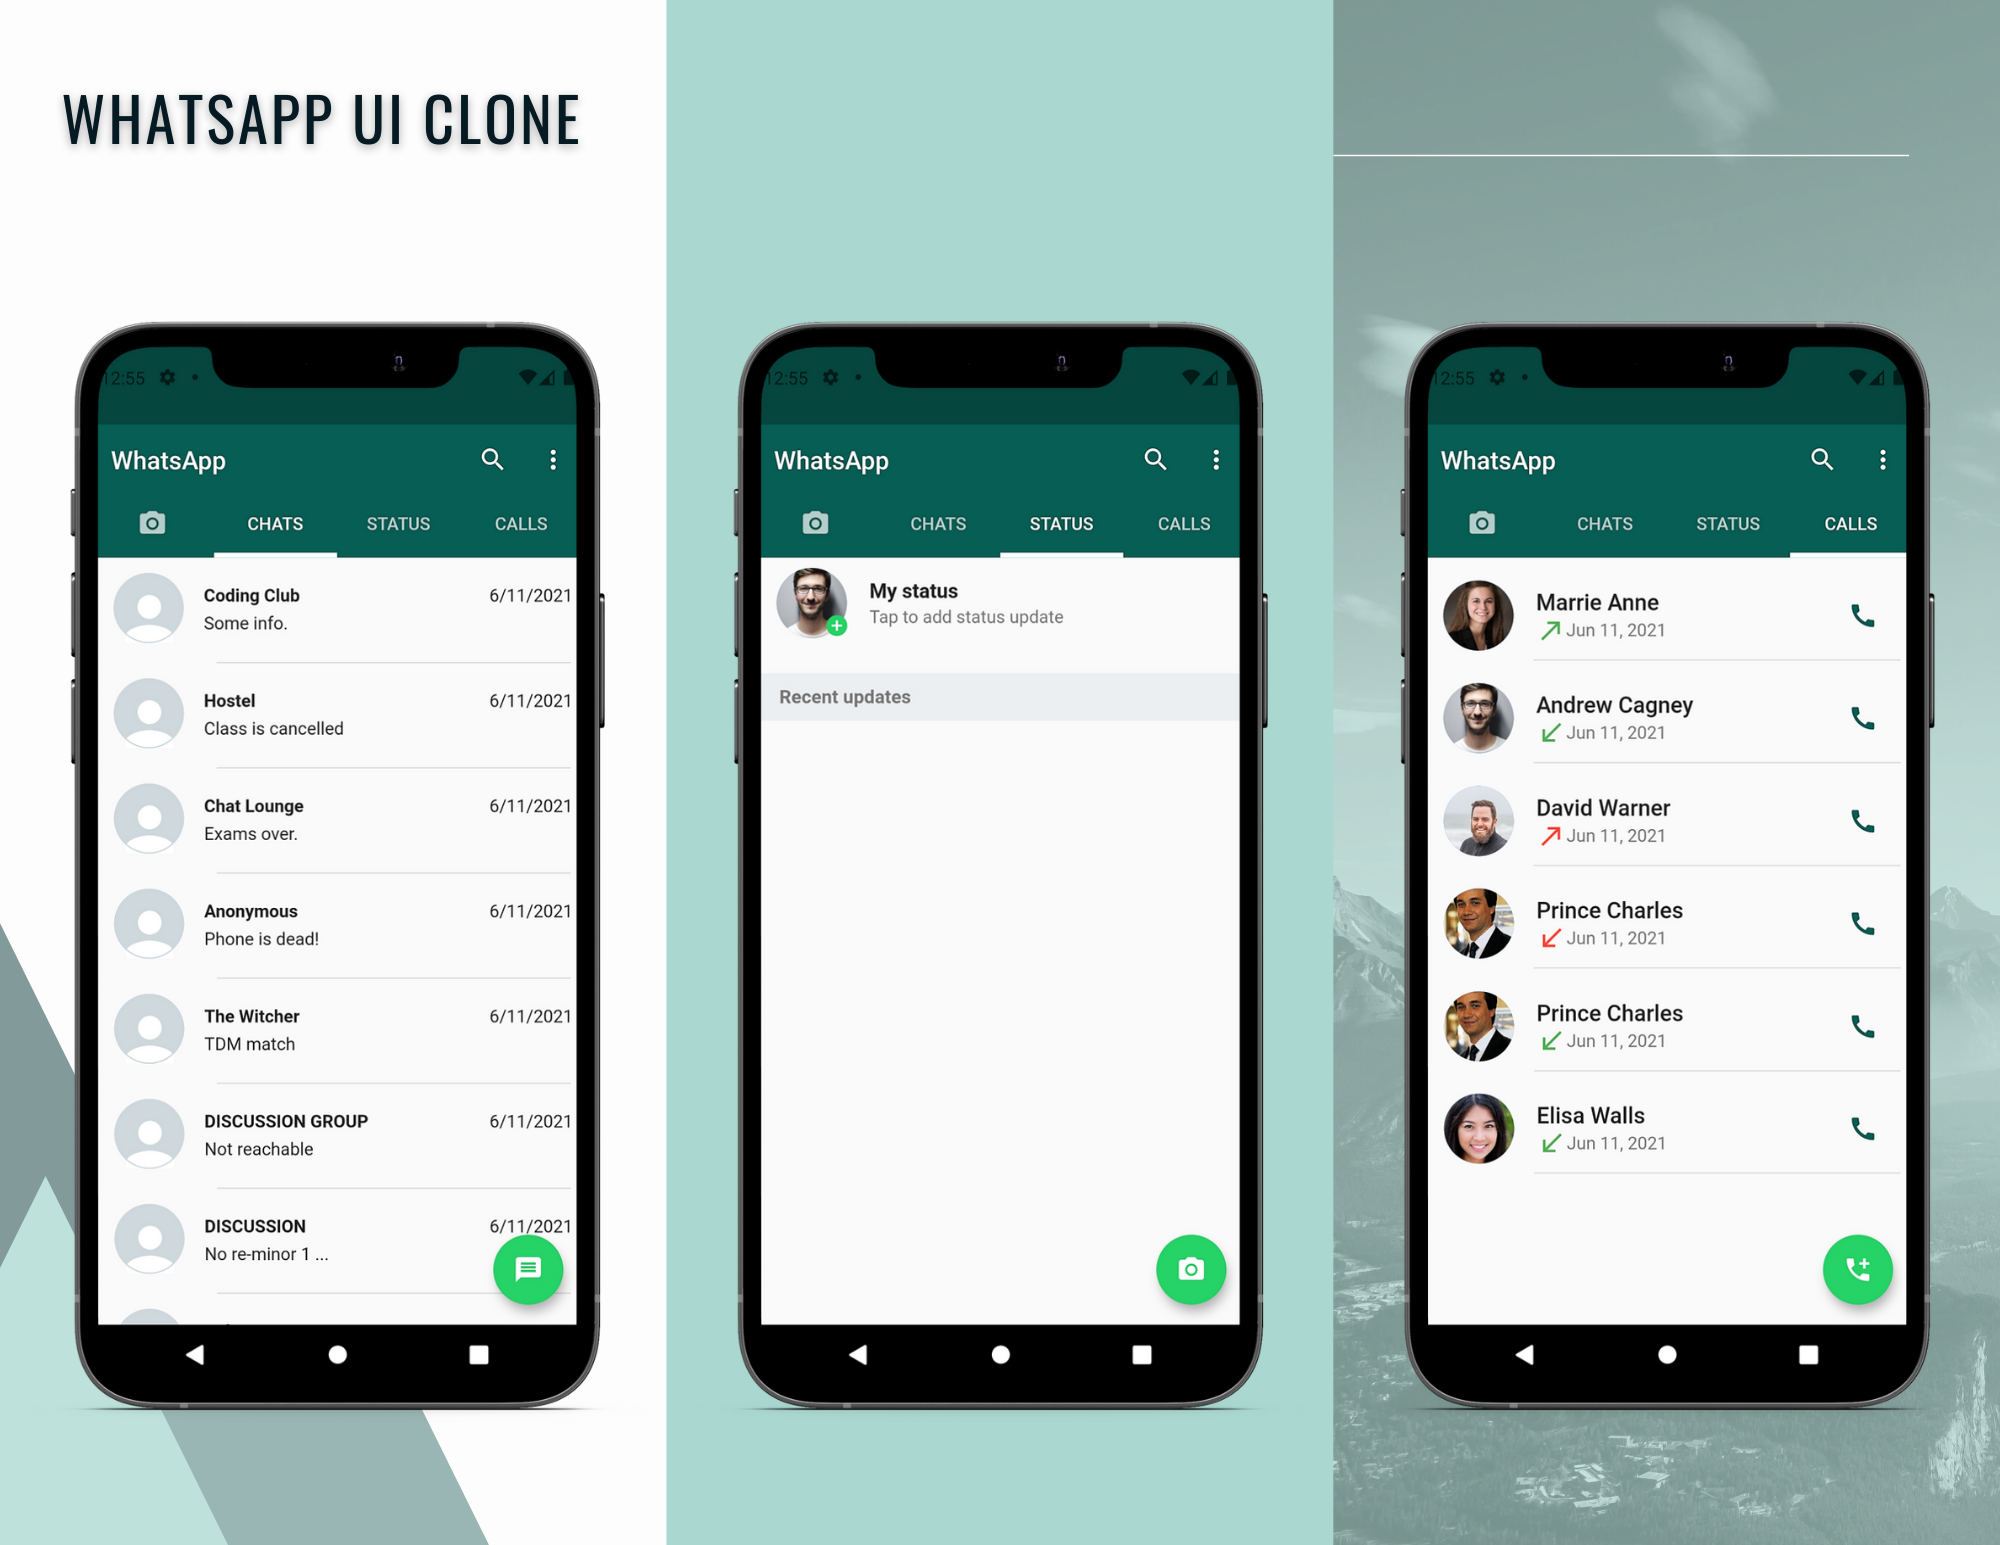 WHATSAPP UI CLONE
12:55
WhatsApp
CHATS STATUS CALLS
Coding Club 6/11/2021
Some info.
Hostel 6/11/2021
Class is cancelled
Chat Lounge 6/11/2021
Exams over.
Anonymous 6/11/2021
Phone is dead!
The Witcher 6/11/2021
TDM match
DISCUSSION GROUP 6/11/2021
Not reachable
DISCUSSION 6/11/2021
No re-minor 1 ...
12:55
WhatsApp
CHATS STATUS CALLS
My status
Tap to add status update
Recent updates
12:55
WhatsApp
CHATS STATUS CALLS
Marrie Anne
Jun 11, 2021
Andrew Cagney
Jun 11, 2021
David Warner
Jun 11, 2021
Prince Charles
Jun 11, 2021
Prince Charles
Jun 11, 2021
Elisa Walls
Jun 11, 2021